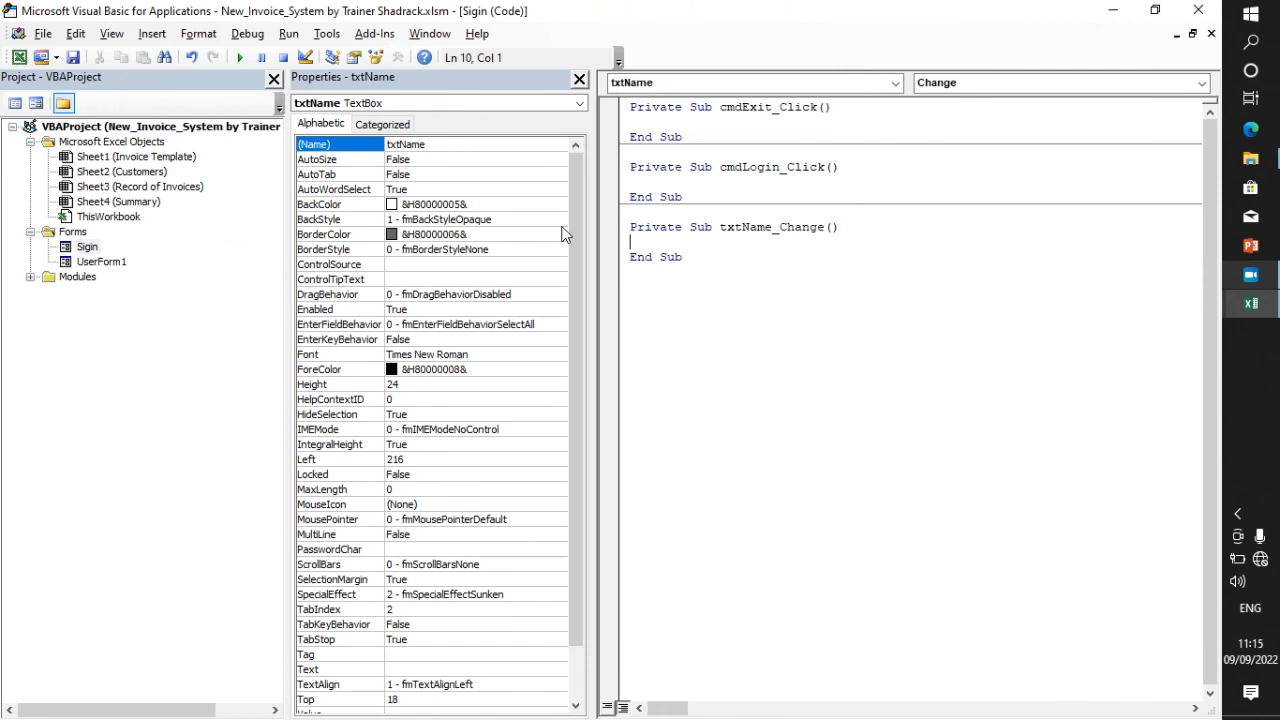 Microsoft Visual Basic for Applications - New_Invoice_System by Trainer Shadrack.xlsm - [Sigin (Code)]
File Edit View Insert Format Debug Run Tools Add-Ins Window Help
Ln 10, Col 1
Project - VBAProject
VBAProject (New_Invoice_System by Trainer
Microsoft Excel Objects
Sheet1 (Invoice Template)
Sheet2 (Customers)
Sheet3 (Record of Invoices)
Sheet4 (Summary)
ThisWorkbook
Forms
Sigin
UserForm1
Modules
Properties - txtName
txtName TextBox
Alphabetic Categorized
(Name) txtName
AutoSize False
AutoTab False
AutoWordSelect True
BackColor &H80000005&
BackStyle 1 - fmBackStyleOpaque
BorderColor &H80000006&
BorderStyle 0 - fmBorderStyleNone
ControlSource
ControlTipText
DragBehavior 0 - fmDragBehaviorDisabled
Enabled True
EnterFieldBehavior 0 - fmEnterFieldBehaviorSelectAll
EnterKeyBehavior False
Font Times New Roman
ForeColor &H80000008&
Height 24
HelpContextID 0
HideSelection True
IMEMode 0 - fmIMEModeNoControl
IntegralHeight True
Left 216
Locked False
MaxLength 0
MouseIcon (None)
MousePointer 0 - fmMousePointerDefault
MultiLine False
PasswordChar
ScrollBars 0 - fmScrollBarsNone
SelectionMargin True
SpecialEffect 2 - fmSpecialEffectSunken
TabIndex 2
TabKeyBehavior False
TabStop True
Tag
Text
TextAlign 1 - fmTextAlignLeft
Top 18
txtName Change
Private Sub cmdExit_Click()
End Sub
Private Sub cmdLogin_Click()
End Sub
Private Sub txtName_Change()
End Sub
ENG
11:15
09/09/2022